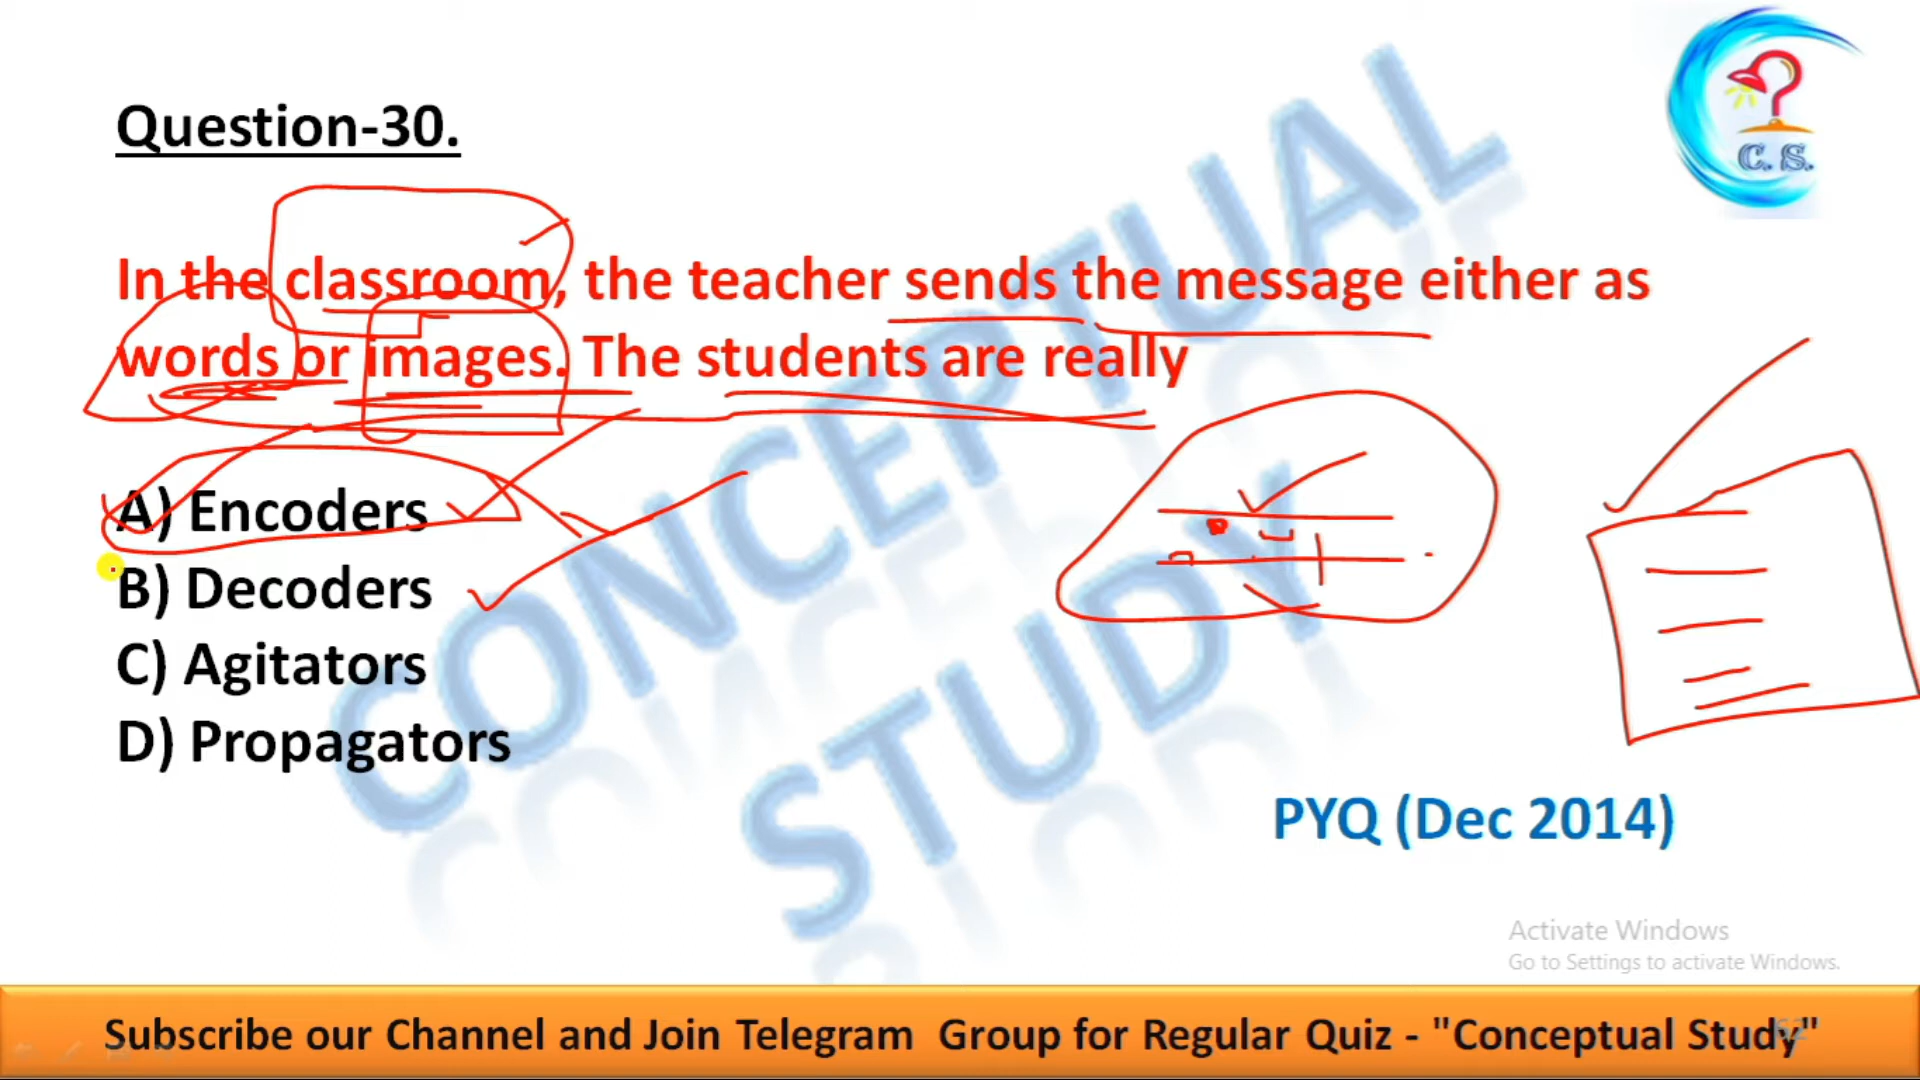 C. S.
Question-30.
In the classroom, the teacher sends the message either as
words or images. The students are really
A) Encoders
B) Decoders
C) Agitators
D) Propagators
CONCEPTUAL
STUDY
PYQ (Dec 2014)
Activate Windows
Go to Settings to activate Windows.
Subscribe our Channel and Join Telegram Group for Regular Quiz - "Conceptual Study"